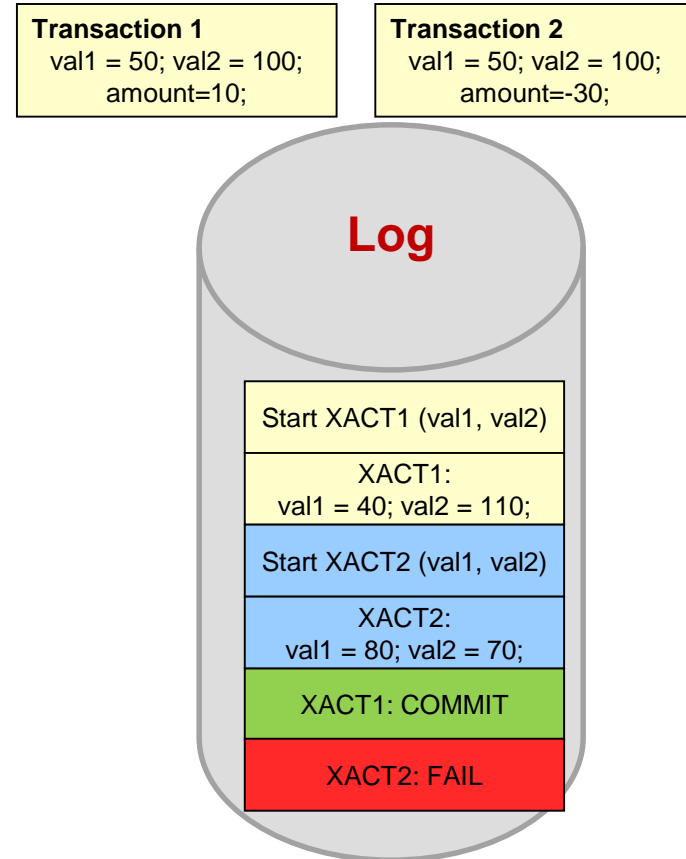 Transaction 1
val1 = 50; val2 = 100;
amount=10;
Transaction 2
val1 = 50; val2 = 100;
amount=-30;
Log
Start XACT1 (val1, val2)
XACT1:
val1 = 40; val2 = 110;
Start XACT2 (val1, val2)
XACT2:
val1 = 80; val2 = 70;
XACT1: COMMIT
XACT2: FAIL